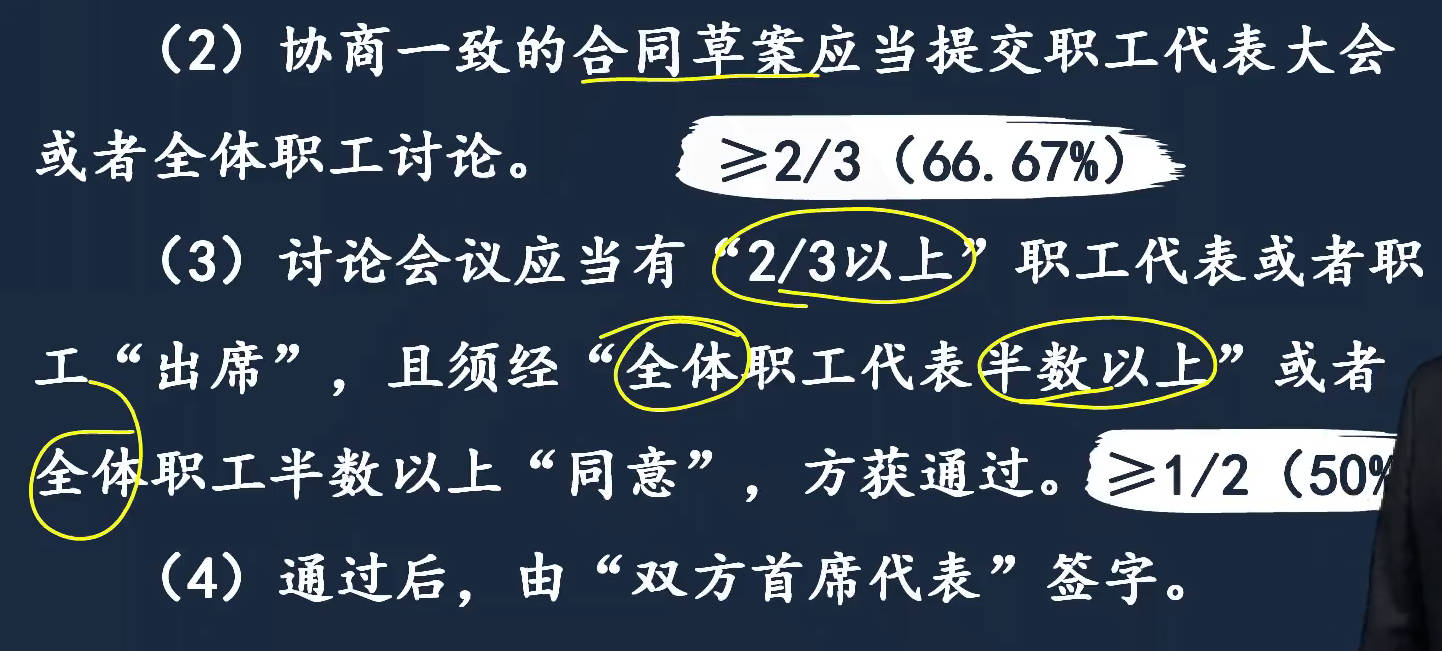 （2）协商一致的合同草案应当提交职工代表大会
或者全体职工讨论。
≥2/3（66.67%）
（3）讨论会议应当有“2/3以上”职工代表或者职
工“出席”，且须经“全体职工代表半数以上”或者
全体职工半数以上“同意”，方获通过。
≥1/2（50%
（4）通过后，由“双方首席代表”签字。